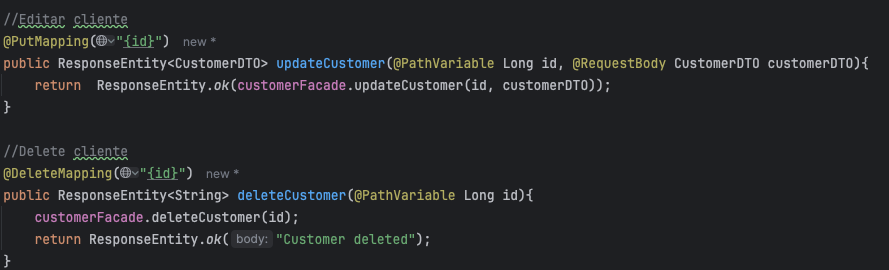 //Editar cliente
@PutMapping("{id}") new *
public ResponseEntity<CustomerDTO> updateCustomer(@PathVariable Long id, @RequestBody CustomerDTO customerDTO){
return ResponseEntity.ok(customerFacade.updateCustomer(id, customerDTO));
}
//Delete cliente
@DeleteMapping("{id}") new *
public ResponseEntity<String> deleteCustomer(@PathVariable Long id){
customerFacade.deleteCustomer(id);
return ResponseEntity.ok( body: "Customer deleted");
}